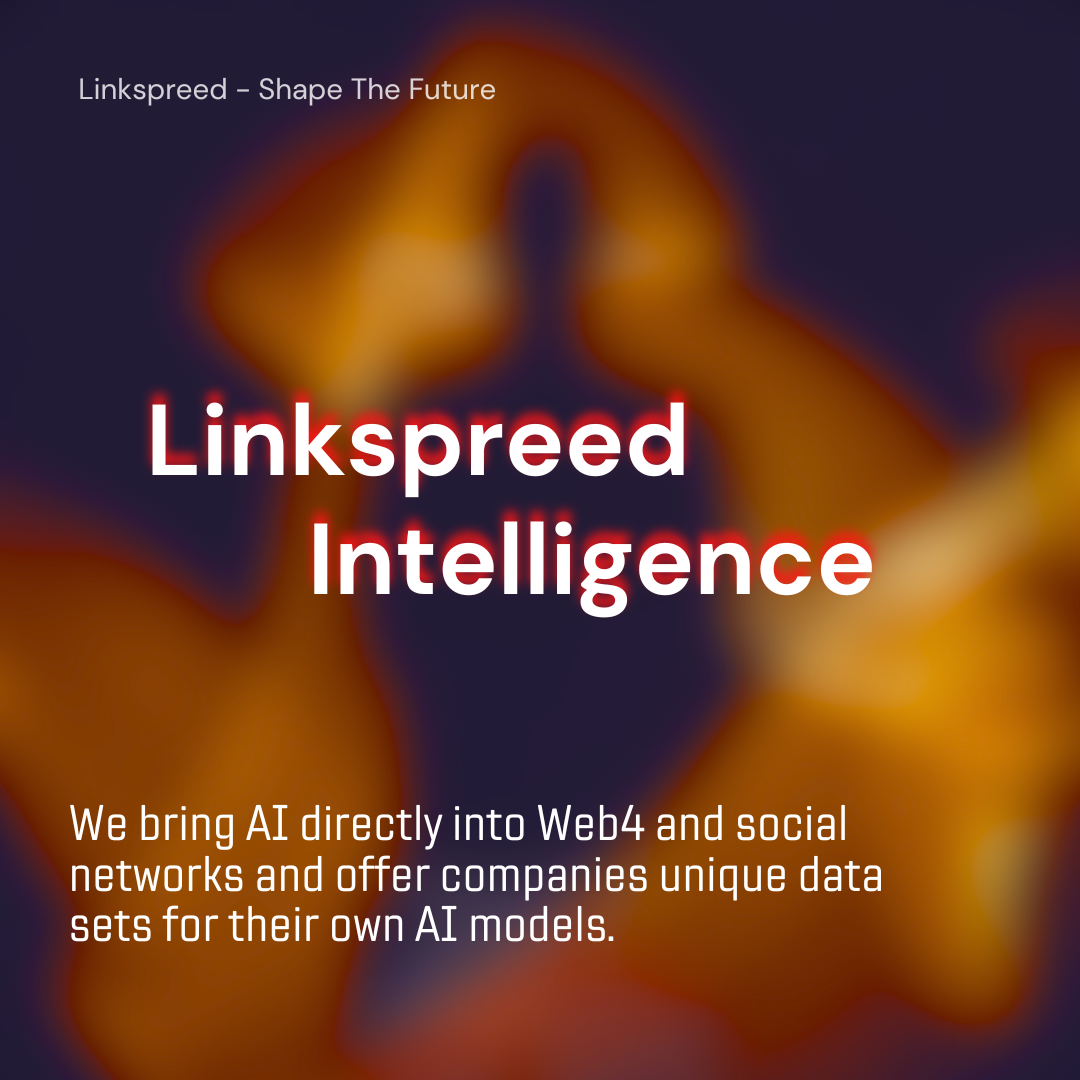 Linkspreed - Shape The Future
Linkspreed
Intelligence
We bring AI directly into Web4 and social
networks and offer companies unique data
sets for their own AI models.